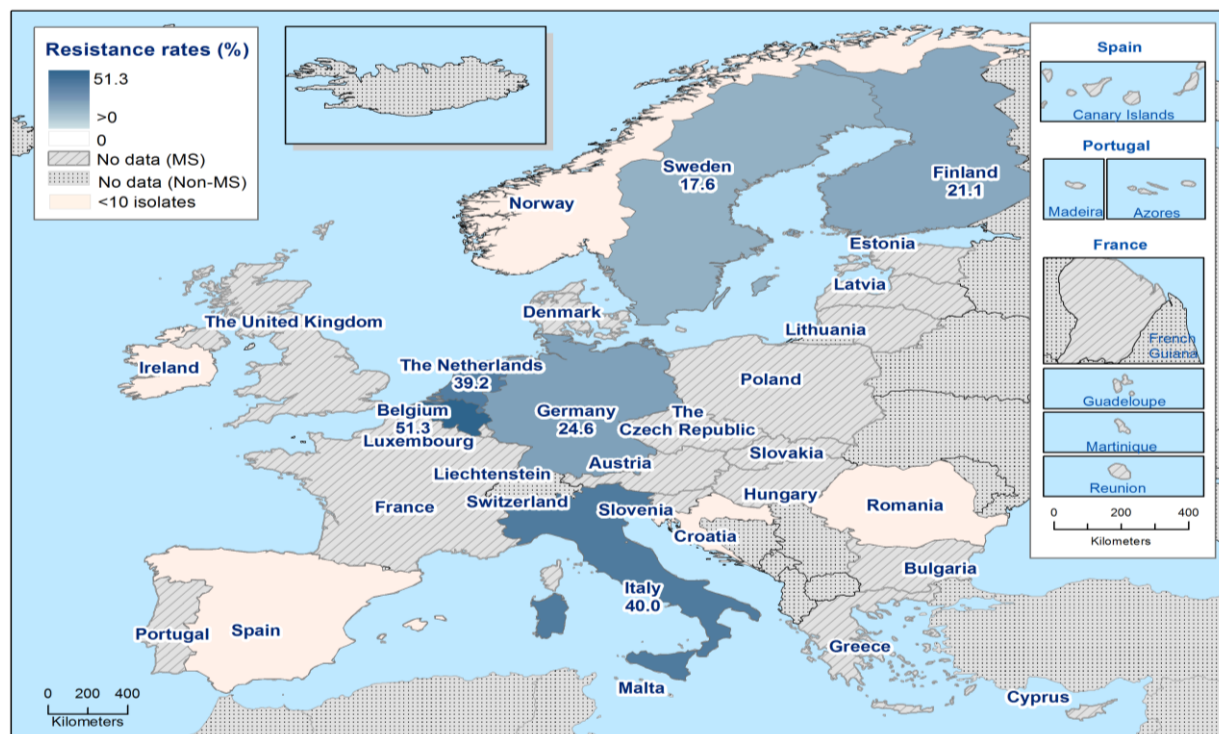 Resistance rates (%)
51.3
>0
0
No data (MS)
No data (Non-MS)
<10 isolates
Spain
Canary Islands
Portugal
Madeira
Azores
France
French
Guiana
Guadeloupe
Martinique
Reunion
0 200 400
Kilometers
Sweden
17.6
Finland
21.1
Norway
Estonia
Latvia
Denmark
Lithuania
The United Kingdom
Ireland
The Netherlands
39.2
Poland
Belgium
51.3
Luxembourg
Germany
24.6
The
Czech Republic
Slovakia
Austria
Liechtenstein
Switzerland
Hungary
France
Slovenia
Romania
Croatia
Bulgaria
Italy
40.0
Portugal
Spain
Greece
Malta
Cyprus
0 200 400
Kilometers